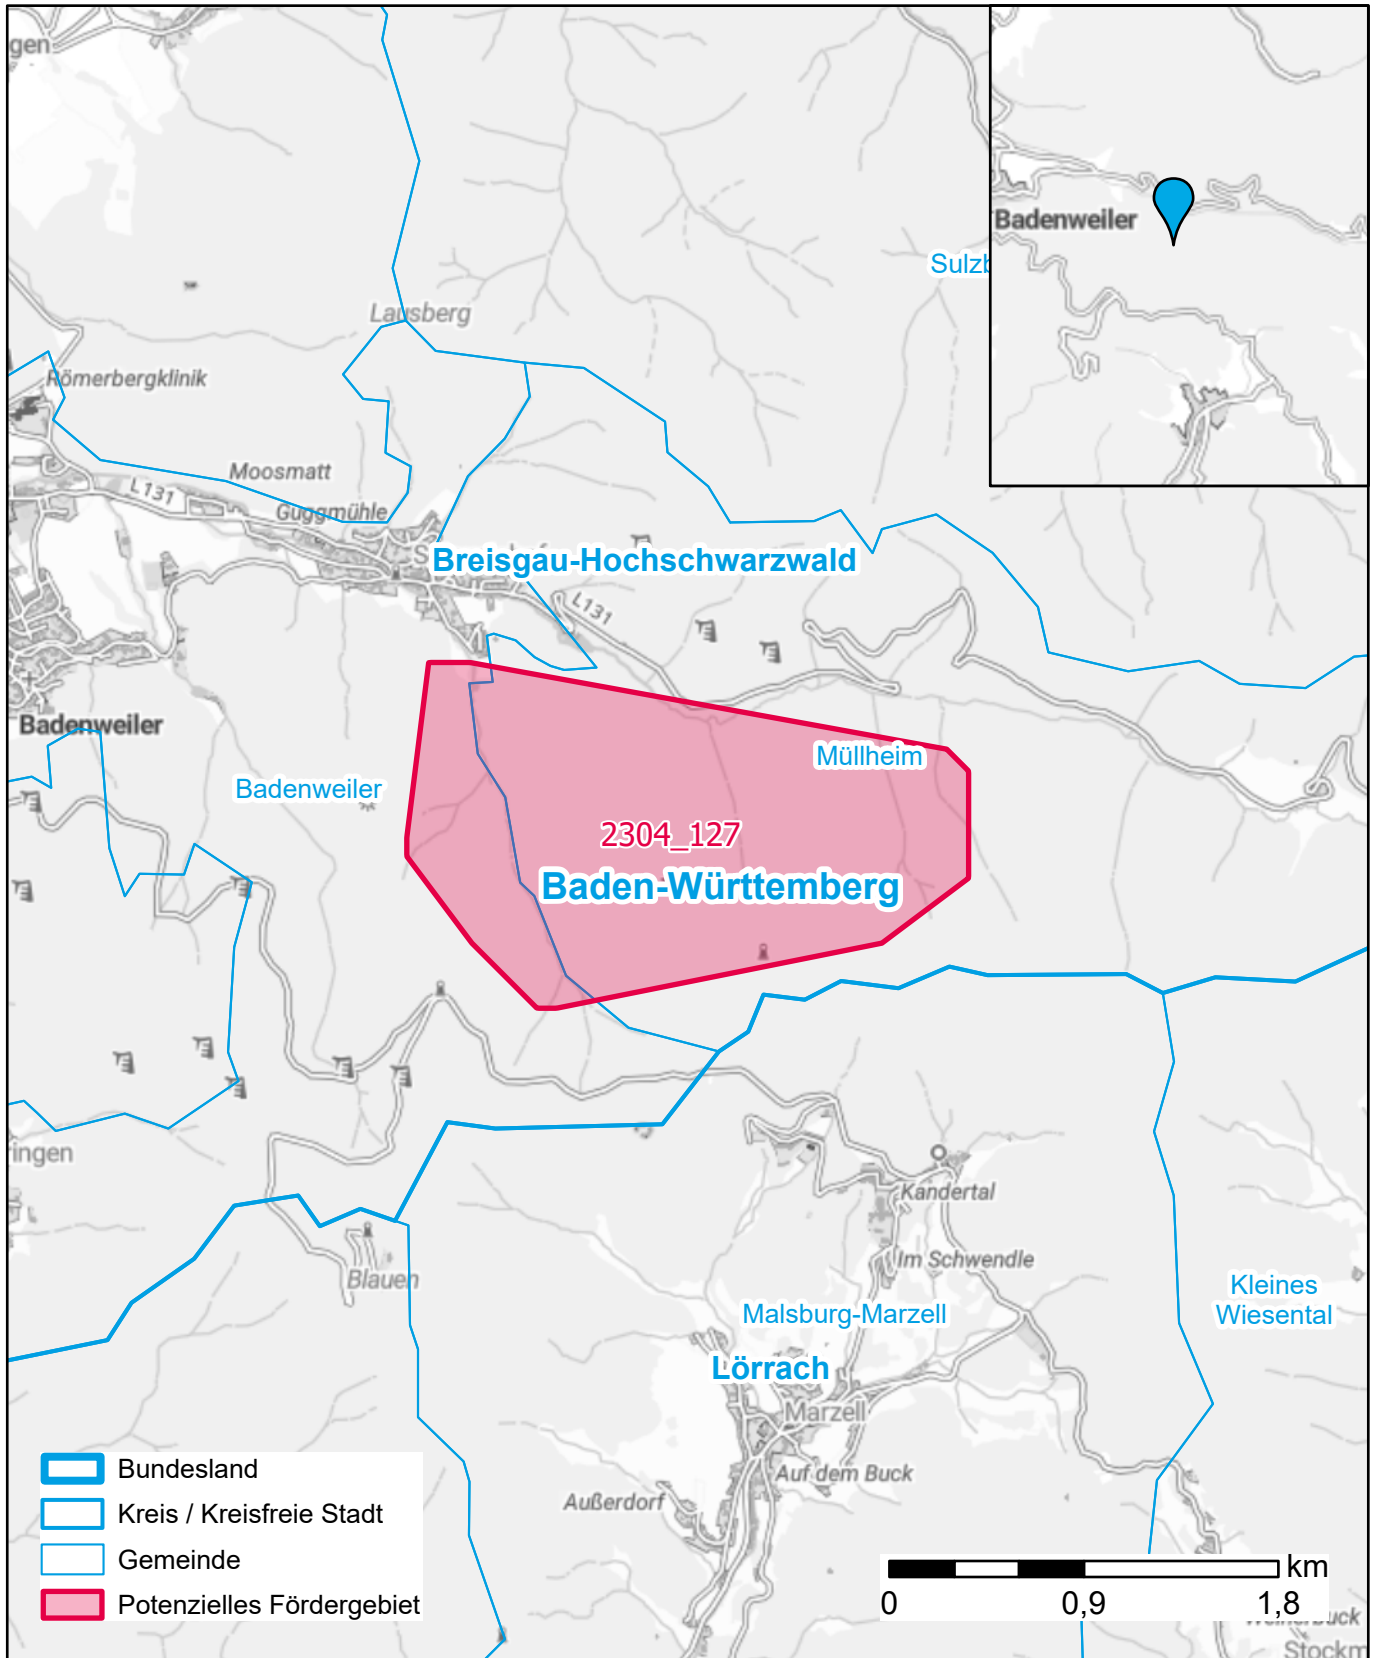 gen
Sulzb
Badenweiler
Lausberg
Römerbergklinik
Moosmatt
L131
Guggmühle
Breisgau-Hochschwarzwald
L131
Badenweiler
Müllheim
Badenweiler
2304_127
Baden-Württemberg
ringen
Kandertal
Im Schwendle
Blauen
Kleines
Wiesental
Malsburg-Marzell
Lörrach
Marzell
Auf dem Buck
Außerdorf
Bundesland
Kreis / Kreisfreie Stadt
Gemeinde
Potenzielles Fördergebiet
km
0 0,9 1,8
Stockm